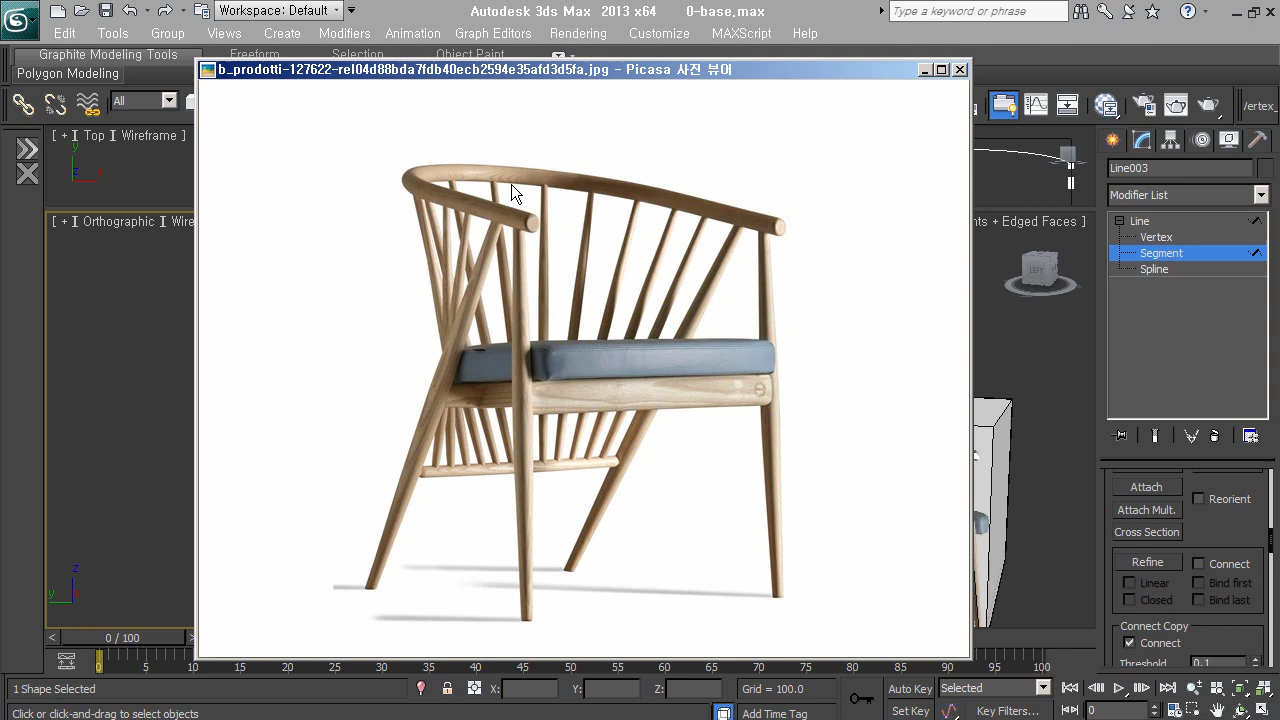 Workspace: Default
Autodesk 3ds Max 2013 x64 0-base.max
Type a keyword or phrase
Edit Tools Group Views Create Modifiers Animation Graph Editors Rendering Customize MAXScript Help
Graphite Modeling Tools Freeform Selection Object Paint
Polygon Modeling
b_prodotti-127622-rel04d88bda7fdb40ecb2594e35afd3d5fa.jpg - Picasa 사진 뷰어
All
/ertex
[ + ] Top ] Wireframe ]
y
z
[ + ] Orthographic ] Wire
nts + Edged Faces ]
LEFT
Line003
Modifier List
Line
Vertex
Segment
Spline
Attach
Reorient
Attach Mult.
Cross Section
Refine
Connect
Linear
Bind first
Closed
Bind last
Connect Copy
Connect
Threshold 0.1
z
y
< 0 / 100 >
0 5 10 15 20 25 30 35 40 45 50 55 60 65 70 75 80 85 90 95 100
1 Shape Selected
X: Y: Z:
Grid = 100.0
Auto Key
Selected
Click or click-and-drag to select objects
Add Time Tag
Set Key
Key Filters...
0